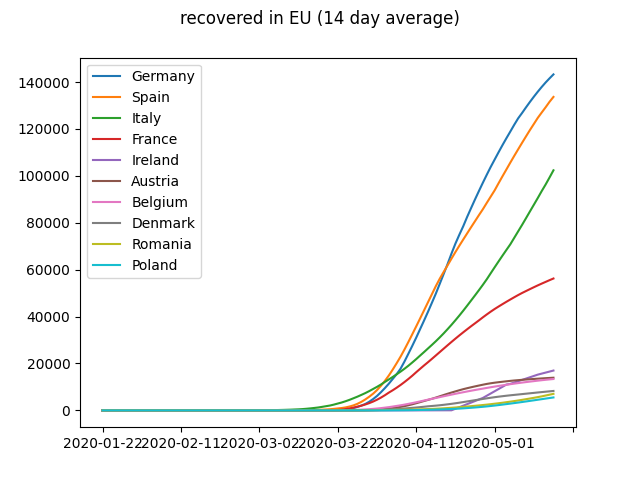 recovered in EU (14 day average)
140000
120000
100000
80000
60000
40000
20000
0
Germany
Spain
Italy
France
Ireland
Austria
Belgium
Denmark
Romania
Poland
2020-01-22 2020-02-11 2020-03-02 2020-03-22 2020-04-11 2020-05-01